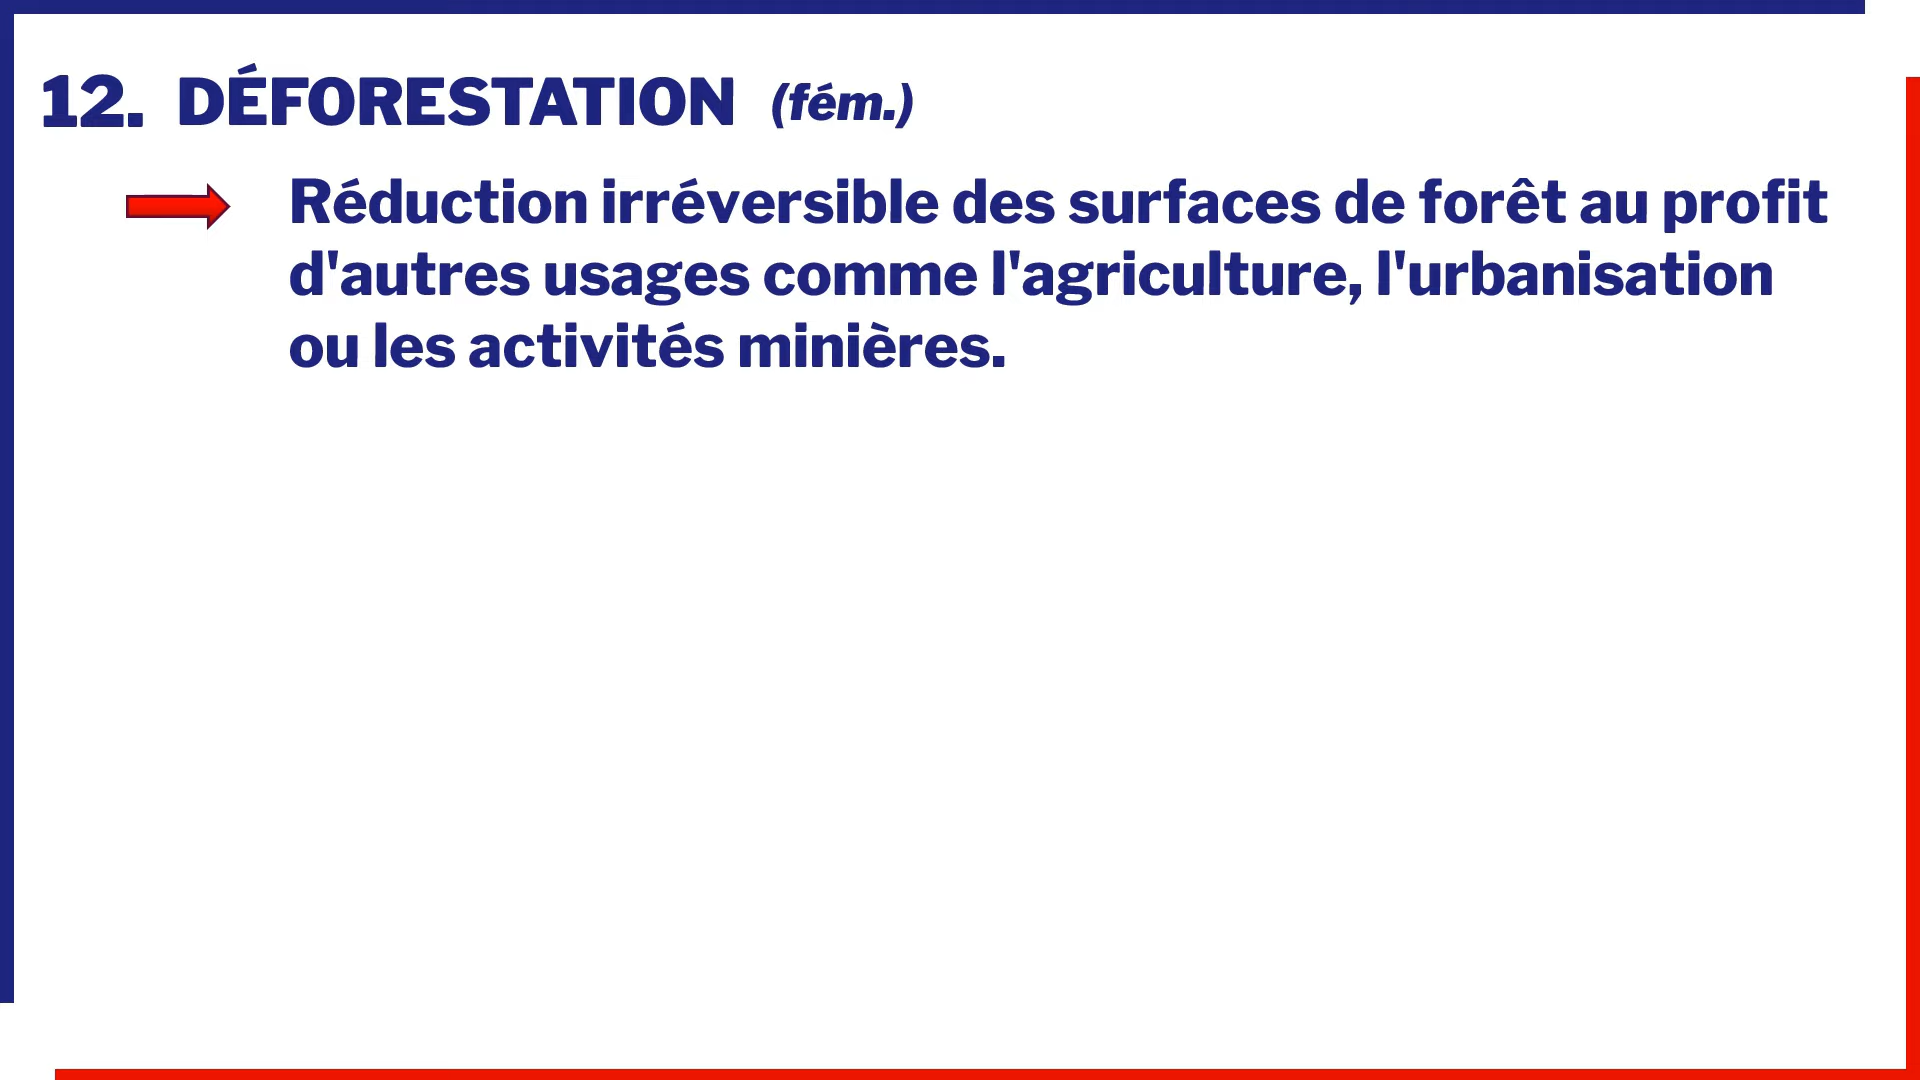 12. DÉFORESTATION (fém.)
Réduction irréversible des surfaces de forêt au profit
d'autres usages comme l'agriculture, l'urbanisation
ou les activités minières.